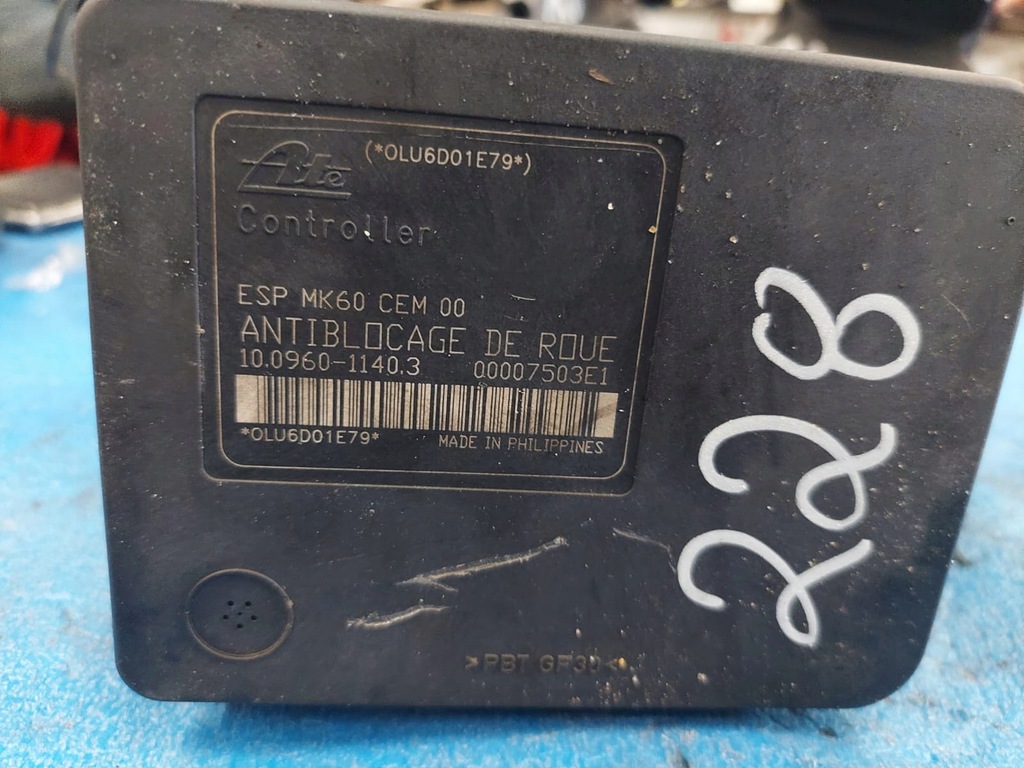 Ate
(*OLU6D01E79*)
Controller
ESP MK60 CEM 00
ANTIBLOCAGE DE ROUE
10.0960-1140.3 00007503E1
*OLU6D01E79* MADE IN PHILIPPINES
>PBT GF30<
228